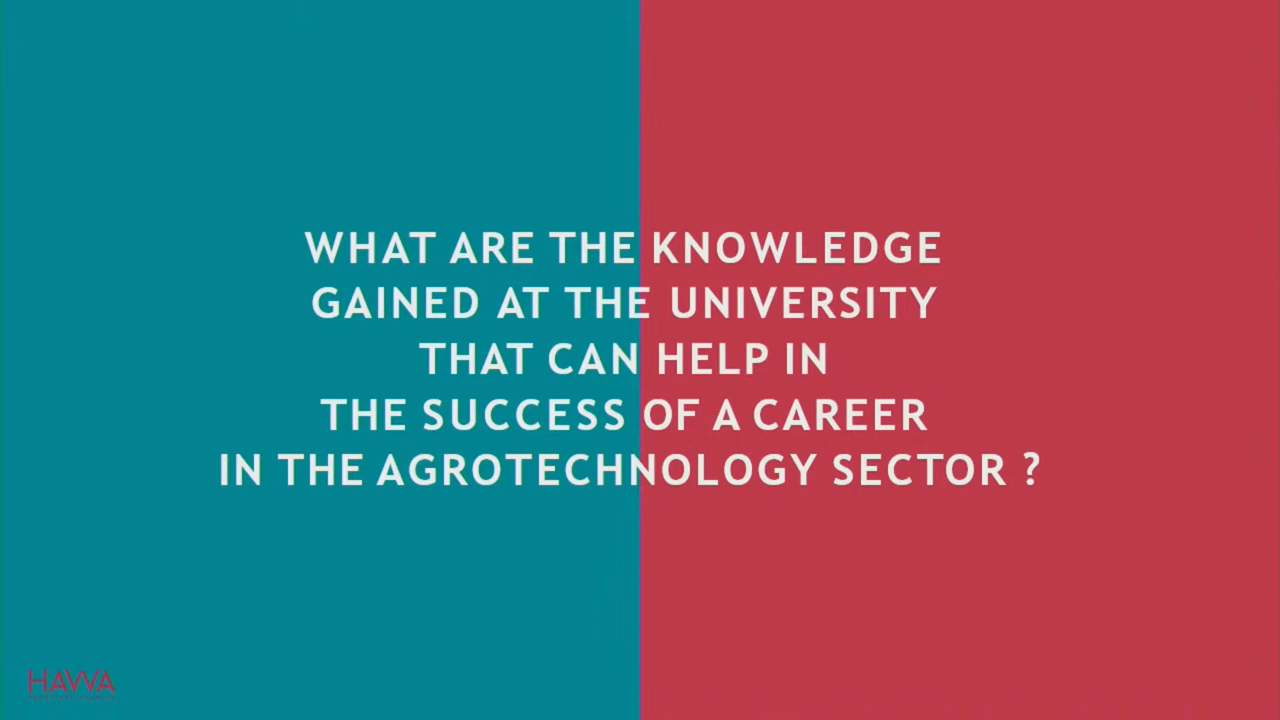 WHAT ARE THE KNOWLEDGE
GAINED AT THE UNIVERSITY
THAT CAN HELP IN
THE SUCCESS OF A CAREER
IN THE AGROTECHNOLOGY SECTOR ?
HAVVA